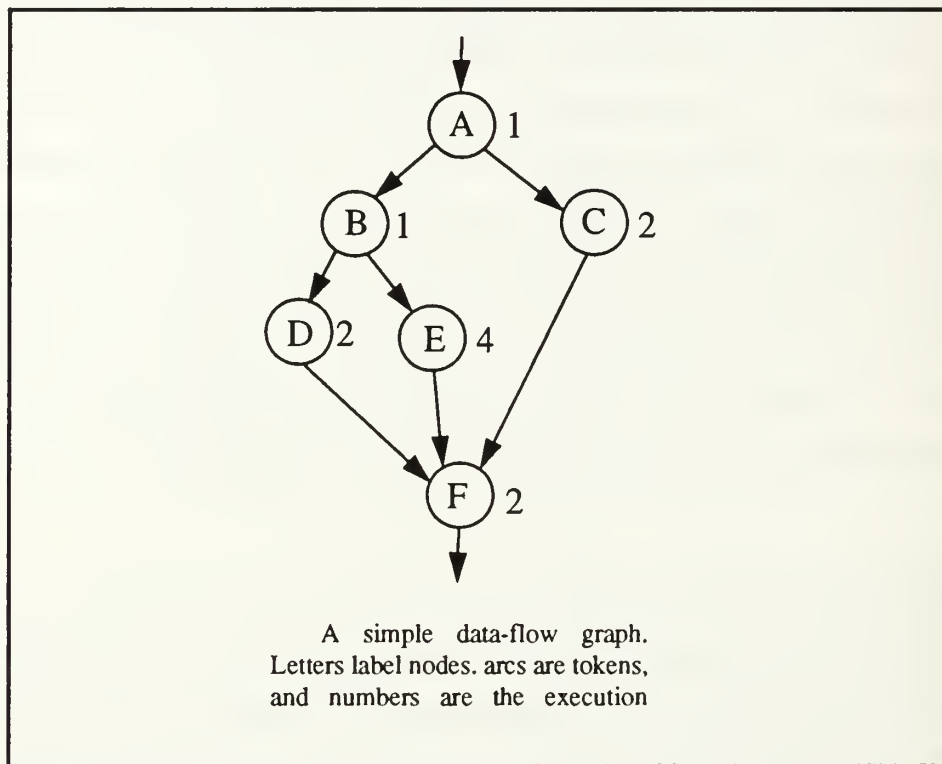 A 1
B 1
C 2
D 2
E 4
F 2
A simple data-flow graph.
Letters label nodes. arcs are tokens,
and numbers are the execution